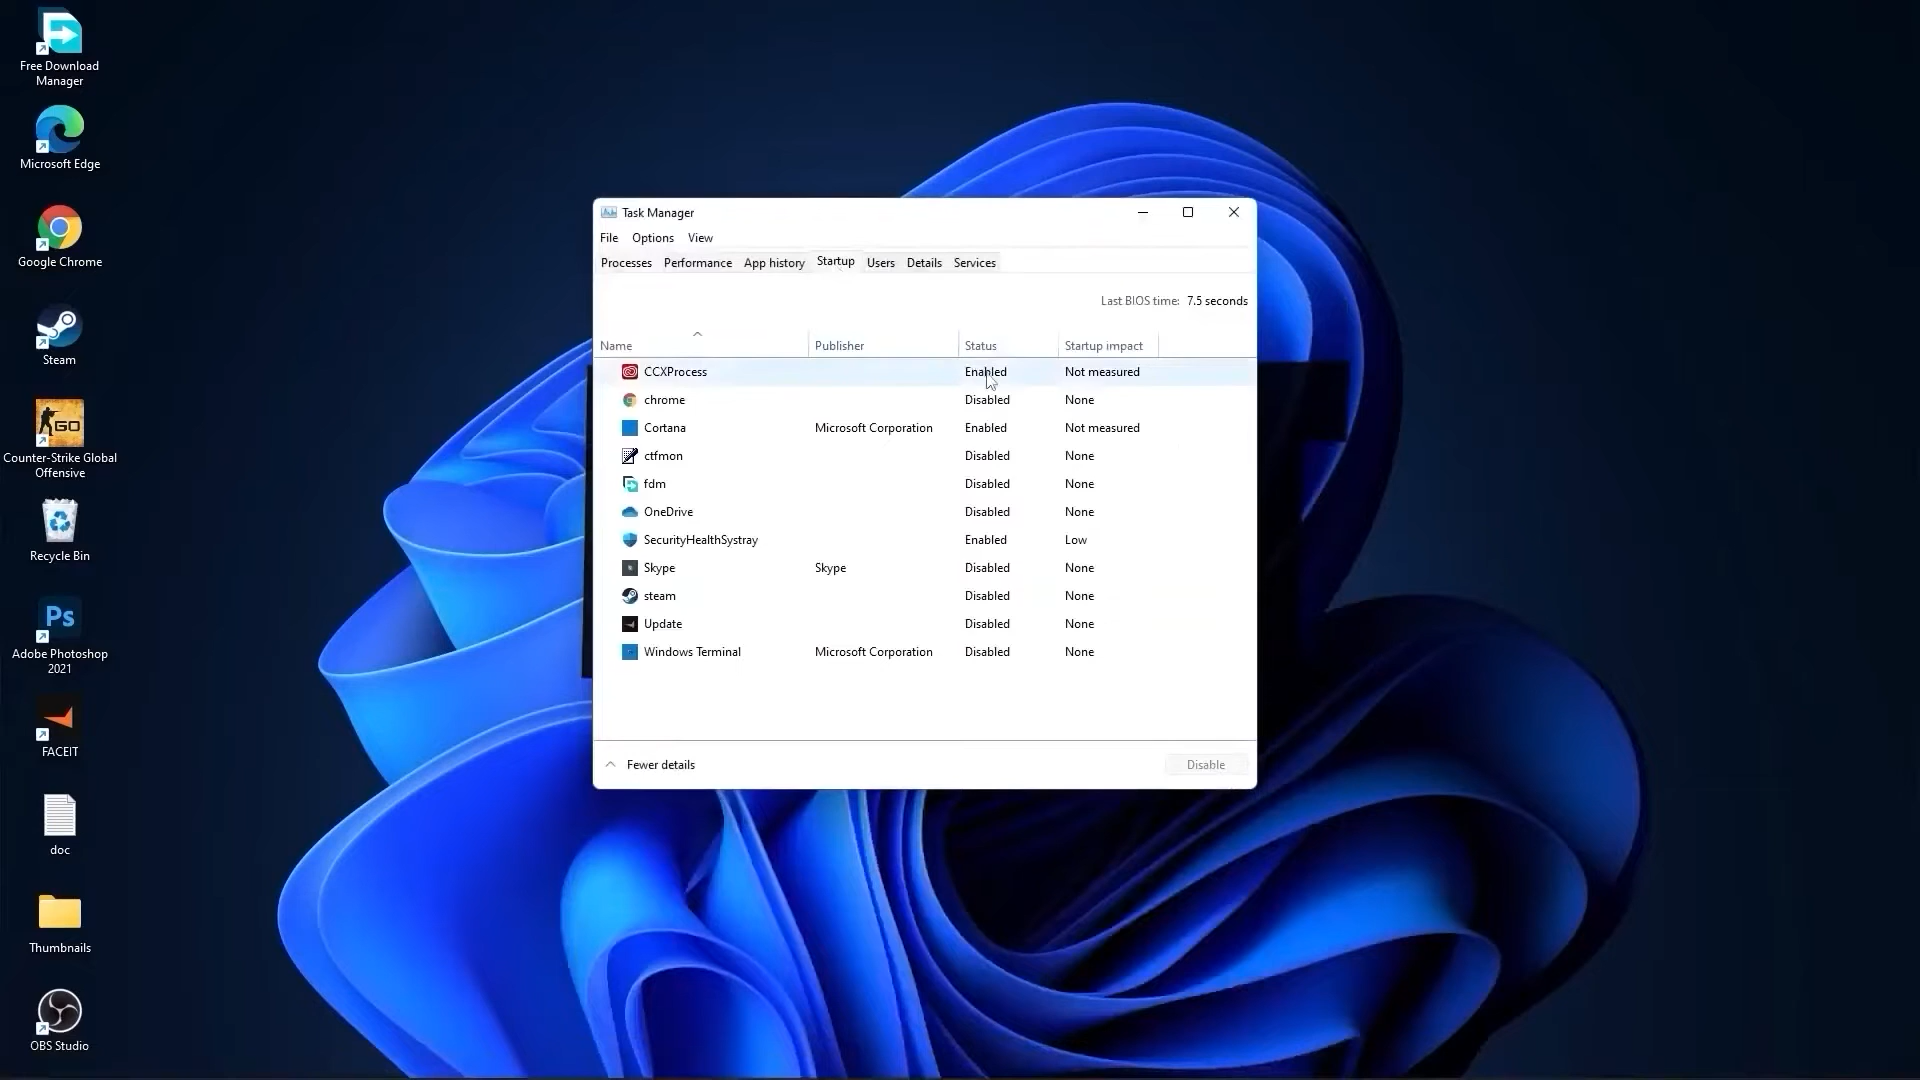 Free Download
Manager
Microsoft Edge
Google Chrome
Steam
GO
Counter-Strike Global
Offensive
Recycle Bin
Ps
Adobe Photoshop
2021
FACEIT
doc
Thumbnails
OBS Studio
Task Manager
File Options View
Processes Performance App history Startup Users Details Services
Last BIOS time: 7.5 seconds
Name Publisher Status Startup impact
CCXProcess Enabled Not measured
chrome Disabled None
Cortana Microsoft Corporation Enabled Not measured
ctfmon Disabled None
fdm Disabled None
OneDrive Disabled None
SecurityHealthSystray Enabled Low
Skype Skype Disabled None
steam Disabled None
Update Disabled None
Windows Terminal Microsoft Corporation Disabled None
Fewer details Disable